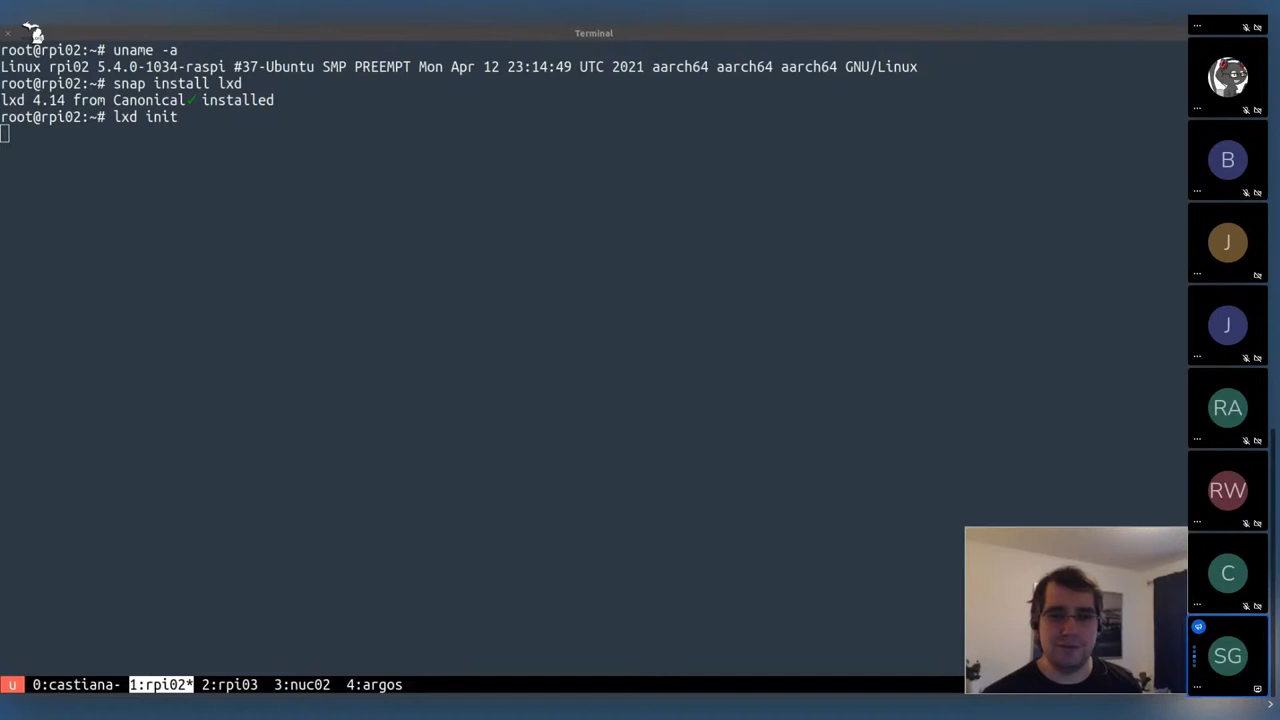 Terminal
root@rpi02:~# uname -a
Linux rpi02 5.4.0-1034-raspi #37-Ubuntu SMP PREEMPT Mon Apr 12 23:14:49 UTC 2021 aarch64 aarch64 aarch64 GNU/Linux
root@rpi02:~# snap install lxd
lxd 4.14 from Canonical✓ installed
root@rpi02:~# lxd init
u 0:castiana- 1:rpi02* 2:rpi03 3:nuc02 4:argos
B
J
J
RA
RW
C
SG